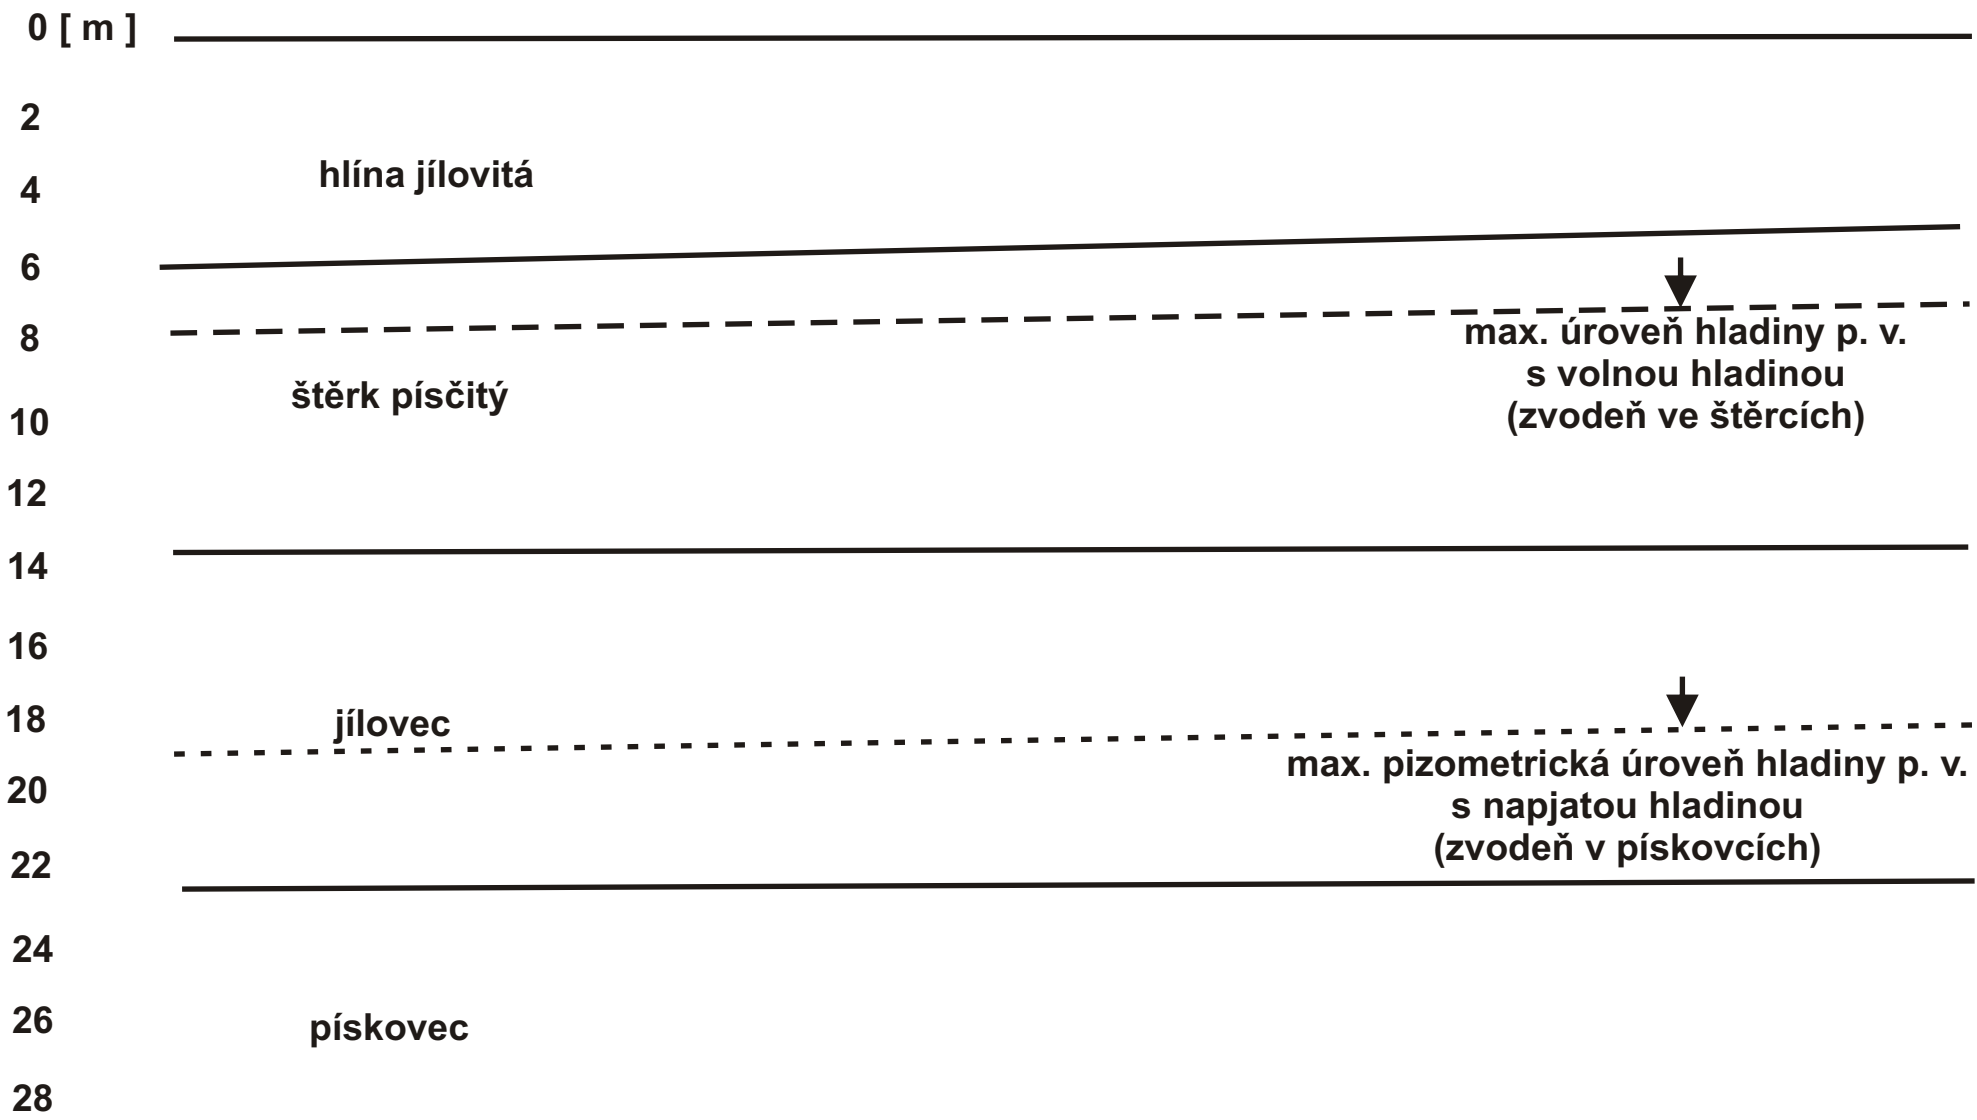 0 [ m ]
2
hlína jílovitá
4
6
8
max. úroveň hladiny p. v.
s volnou hladinou
(zvodeň ve štěrcích)
štěrk písčitý
10
12
14
16
18
jílovec
max. pizometrická úroveň hladiny p. v.
s napjatou hladinou
(zvodeň v pískovcích)
20
22
24
26
pískovec
28